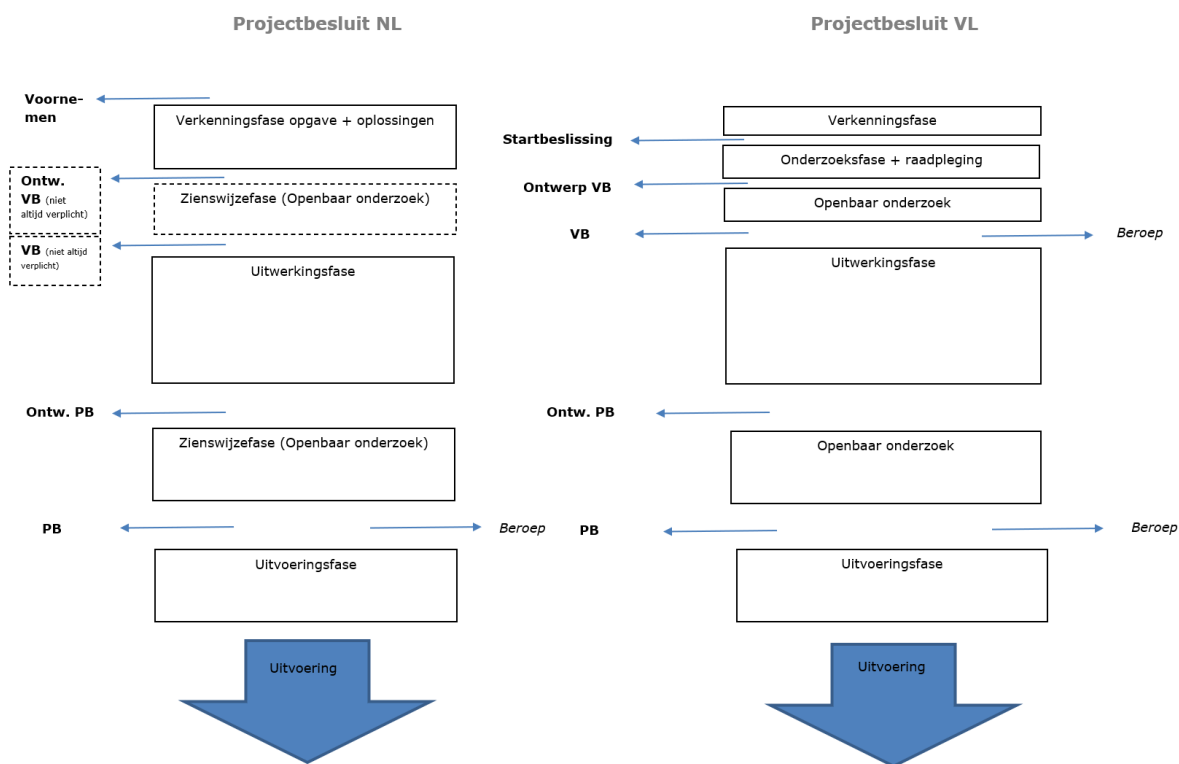 Projectbesluit NL
Voorne-
men
Verkenningsfase opgave + oplossingen
Ontw.
VB (niet
altijd verplicht)
Zienswijzefase (Openbaar onderzoek)
VB (niet altijd
verplicht)
Uitwerkingsfase
Ontw. PB
Zienswijzefase (Openbaar onderzoek)
PB
Beroep
Uitvoeringsfase
Uitvoering
Projectbesluit VL
Verkenningsfase
Startbeslissing
Onderzoeksfase + raadpleging
Ontwerp VB
Openbaar onderzoek
VB
Beroep
Uitwerkingsfase
Ontw. PB
Openbaar onderzoek
PB
Beroep
Uitvoeringsfase
Uitvoering